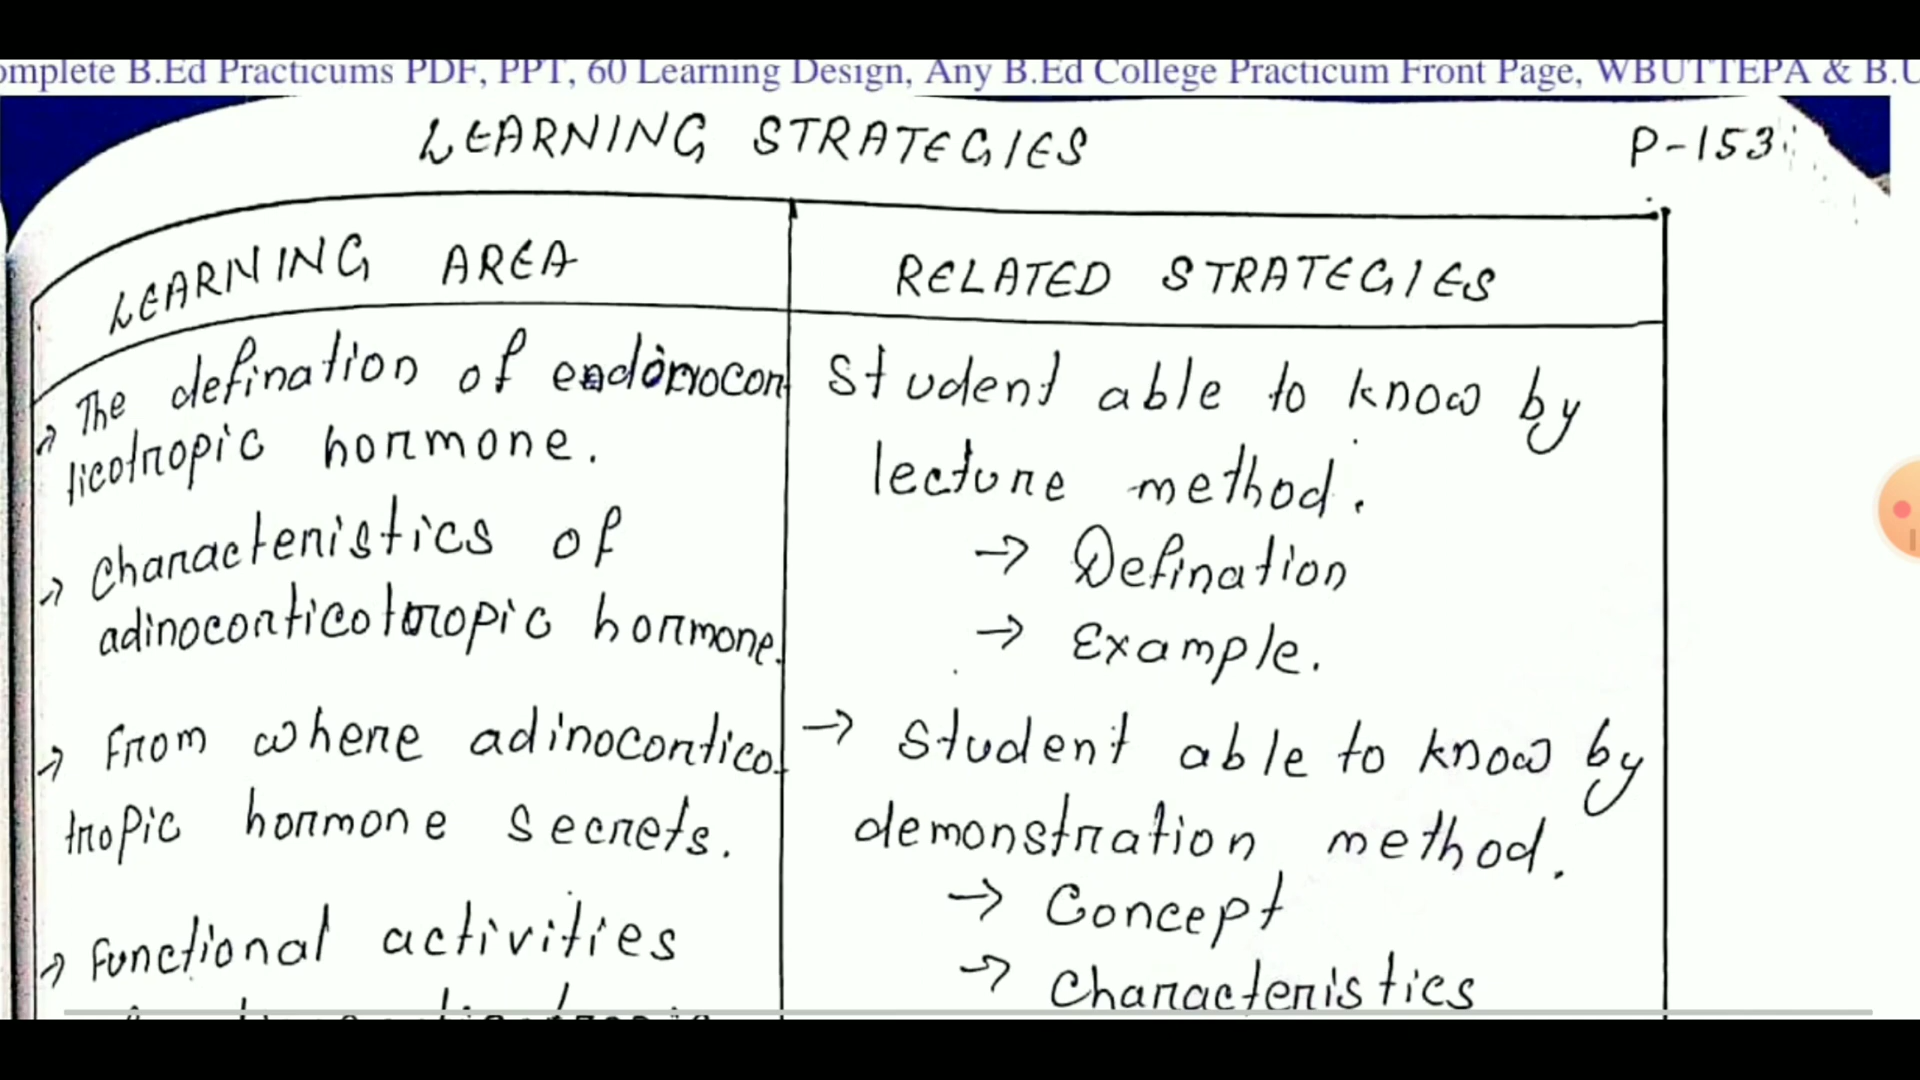 omplete B.Ed Practicums PDF, PPT, 60 Learning Design, Any B.Ed College Practicum Front Page, WBUTTEPA & B.U
LEARNING STRATEGIES P-153
LEARNING AREA
→ The defination of
ticotropic hormone.
→ Characteristics of
adinocorticotropic hormone.
→ From where adinocortico
tropic hormone secrets.
→ Functional activities
RELATED STRATEGIES
Student able to know by
lecture method.
→ Defination
→ Example.
→ Student able to know by
demonstration method.
→ Concept
→ Characteristics